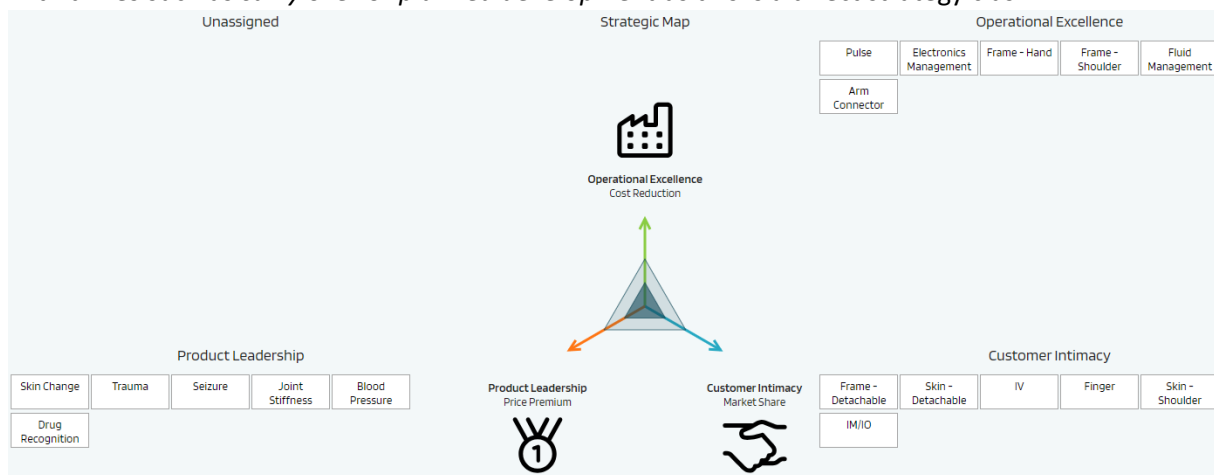 Unassigned
Strategic Map
Operational Excellence
Pulse
Electronics
Management
Frame - Hand
Frame -
Shoulder
Fluid
Management
Arm
Connector
Operational Excellence
Cost Reduction
Product Leadership
Skin Change
Trauma
Seizure
Joint
Stiffness
Blood
Pressure
Drug
Recognition
Product Leadership
Price Premium
1
Customer Intimacy
Market Share
Customer Intimacy
Frame -
Detachable
Skin -
Detachable
IV
Finger
Skin -
Shoulder
IM/IO